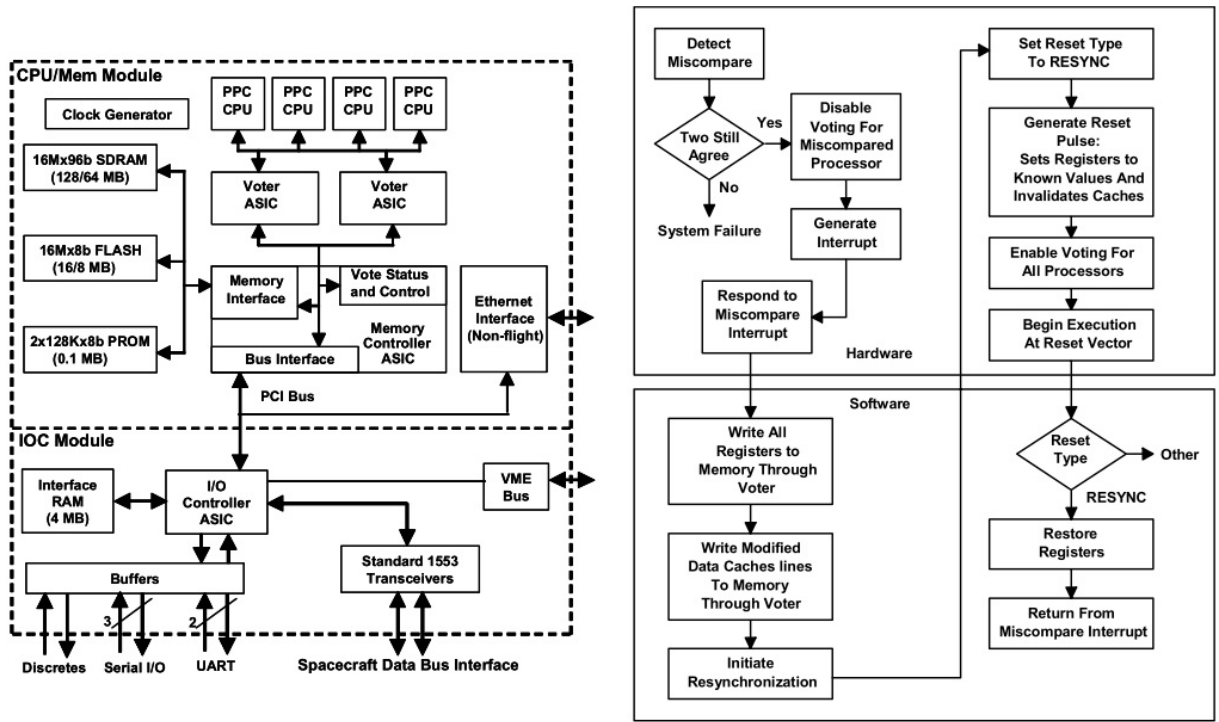 CPU/Mem Module
Clock Generator
PPC
CPU
PPC
CPU
PPC
CPU
PPC
CPU
16Mx96b SDRAM
(128/64 MB)
Voter
ASIC
Voter
ASIC
16Mx8b FLASH
(16/8 MB)
Memory
Interface
Vote Status
and Control
Ethernet
Interface
(Non-flight)
2x128Kx8b PROM
(0.1 MB)
Memory
Controller
ASIC
Bus Interface
PCI Bus
IOC Module
Interface
RAM
(4 MB)
I/O
Controller
ASIC
VME
Bus
Buffers
Standard 1553
Transceivers
3
2
Discretes
Serial I/O
UART
Spacecraft Data Bus Interface
Detect
Miscompare
Two Still
Agree
Yes
No
System Failure
Disable
Voting For
Miscompared
Processor
Generate
Interrupt
Respond to
Miscompare
Interrupt
Set Reset Type
To RESYNC
Generate Reset
Pulse:
Sets Registers to
Known Values And
Invalidates Caches
Enable Voting For
All Processors
Begin Execution
At Reset Vector
Hardware
Software
Write All
Registers to
Memory Through
Voter
Write Modified
Data Caches lines
To Memory
Through Voter
Initiate
Resynchronization
Reset
Type
Other
RESYNC
Restore
Registers
Return From
Miscompare Interrupt